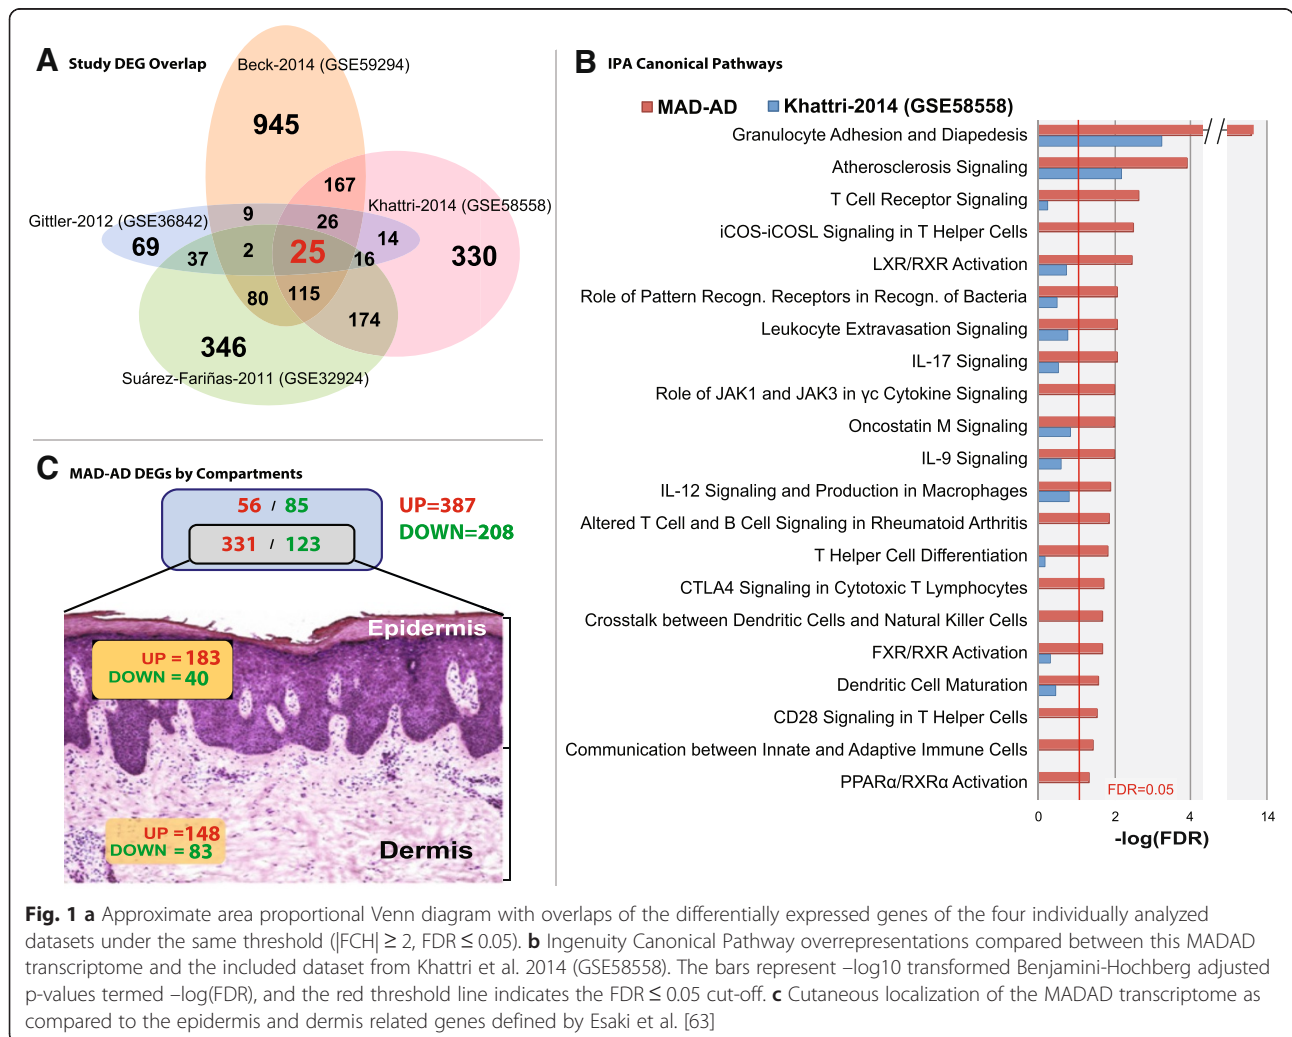 A Study DEG Overlap
Beck-2014 (GSE59294)
945
167
Khattri-2014 (GSE58558)
Gittler-2012 (GSE36842)
9
26
14
69
37
2
25
16
330
80
115
174
346
Suárez-Fariñas-2011 (GSE32924)
B IPA Canonical Pathways
MAD-AD Khattri-2014 (GSE58558)
Granulocyte Adhesion and Diapedesis
Atherosclerosis Signaling
T Cell Receptor Signaling
iCOS-iCOSL Signaling in T Helper Cells
LXR/RXR Activation
Role of Pattern Recogn. Receptors in Recogn. of Bacteria
Leukocyte Extravasation Signaling
IL-17 Signaling
Role of JAK1 and JAK3 in γc Cytokine Signaling
Oncostatin M Signaling
IL-9 Signaling
IL-12 Signaling and Production in Macrophages
Altered T Cell and B Cell Signaling in Rheumatoid Arthritis
T Helper Cell Differentiation
CTLA4 Signaling in Cytotoxic T Lymphocytes
Crosstalk between Dendritic Cells and Natural Killer Cells
FXR/RXR Activation
Dendritic Cell Maturation
CD28 Signaling in T Helper Cells
Communication between Innate and Adaptive Immune Cells
PPARα/RXRα Activation
FDR=0.05
0 2 4 14
-log(FDR)
C MAD-AD DEGs by Compartments
56 / 85
331 / 123
UP=387
DOWN=208
Epidermis
UP =183
DOWN = 40
UP =148
DOWN = 83
Dermis
Fig. 1 a Approximate area proportional Venn diagram with overlaps of the differentially expressed genes of the four individually analyzed
datasets under the same threshold (|FCH| ≥ 2, FDR ≤ 0.05). b Ingenuity Canonical Pathway overrepresentations compared between this MADAD
transcriptome and the included dataset from Khattri et al. 2014 (GSE58558). The bars represent –log10 transformed Benjamini-Hochberg adjusted
p-values termed –log(FDR), and the red threshold line indicates the FDR ≤ 0.05 cut-off. c Cutaneous localization of the MADAD transcriptome as
compared to the epidermis and dermis related genes defined by Esaki et al. [63]